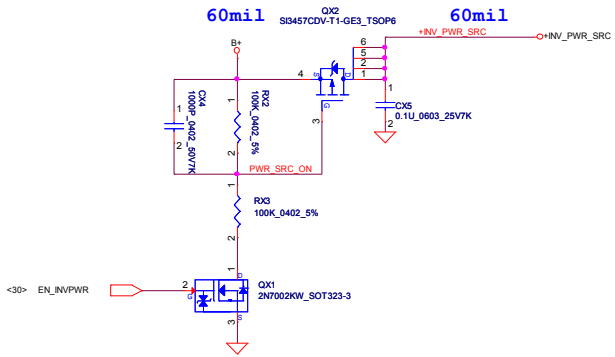 60mil
QX2
SI3457CDV-T1-GE3_TSOP6
60mil
+INV_PWR_SRC
+INV_PWR_SRC
B+
4
S
D
6
5
2
1
G
3
1
CX5
0.1U_0603_25V7K
2
1
CX4
1000P_0402_50V7K
2
1
RX2
100K_0402_5%
2
PWR_SRC_ON
1
RX3
100K_0402_5%
2
1
D
QX1
2N7002KW_SOT323-3
<30>
EN_INVPWR
2
G
S
3